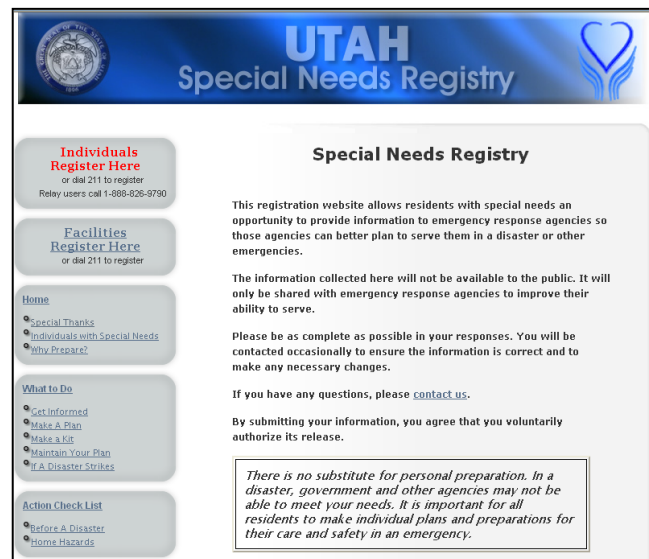 UTAH
Special Needs Registry
Individuals
Register Here
or dial 211 to register
Relay users call 1-888-826-9790
Facilities
Register Here
or dial 211 to register
Home
Special Thanks
Individuals with Special Needs
Why Prepare?
What to Do
Get Informed
Make A Plan
Make a Kit
Maintain Your Plan
If A Disaster Strikes
Action Check List
Before A Disaster
Home Hazards
Special Needs Registry
This registration website allows residents with special needs an
opportunity to provide information to emergency response agencies so
those agencies can better plan to serve them in a disaster or other
emergencies.
The information collected here will not be available to the public. It will
only be shared with emergency response agencies to improve their
ability to serve.
Please be as complete as possible in your responses. You will be
contacted occasionally to ensure the information is correct and to
make any necessary changes.
If you have any questions, please contact us.
By submitting your information, you agree that you voluntarily
authorize its release.
There is no substitute for personal preparation. In a
disaster, government and other agencies may not be
able to meet your needs. It is important for all
residents to make individual plans and preparations for
their care and safety in an emergency.